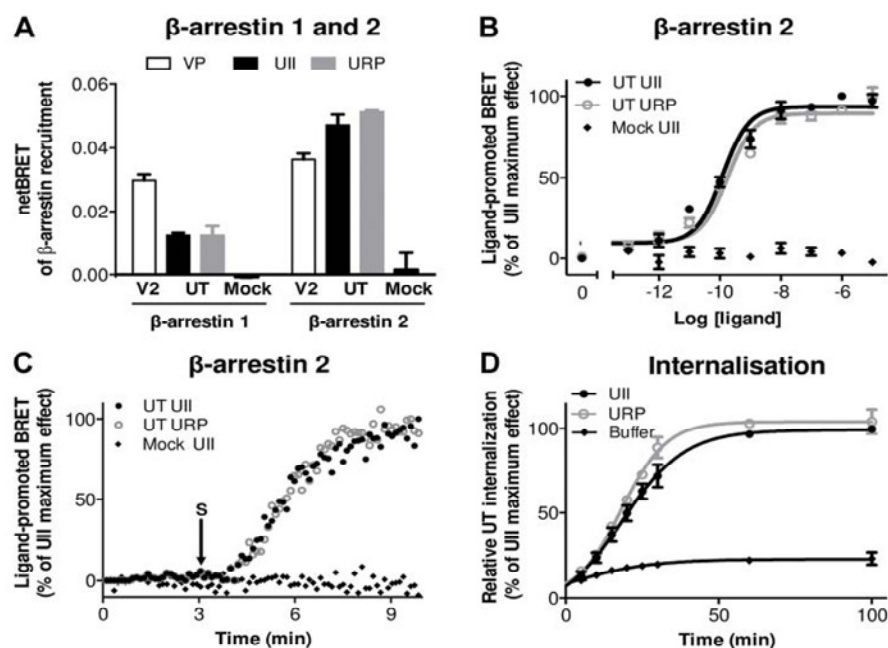 A
β-arrestin 1 and 2
VP UII URP
netBRET
of β-arrestin recruitment
0.06
0.04
0.02
0.00
V2 UT Mock V2 UT Mock
β-arrestin 1 β-arrestin 2
B
β-arrestin 2
UT UII
UT URP
Mock UII
Ligand-promoted BRET
(% of UII maximum effect)
100
50
0
0 -12 -10 -8 -6
Log [ligand]
C
β-arrestin 2
UT UII
UT URP
Mock UII
Ligand-promoted BRET
(% of UII maximum effect)
100
50
0
S
0 3 6 9
Time (min)
D
Internalisation
UII
URP
Buffer
Relative UT internalization
(% of UII maximum effect)
100
50
0
0 50 100
Time (min)